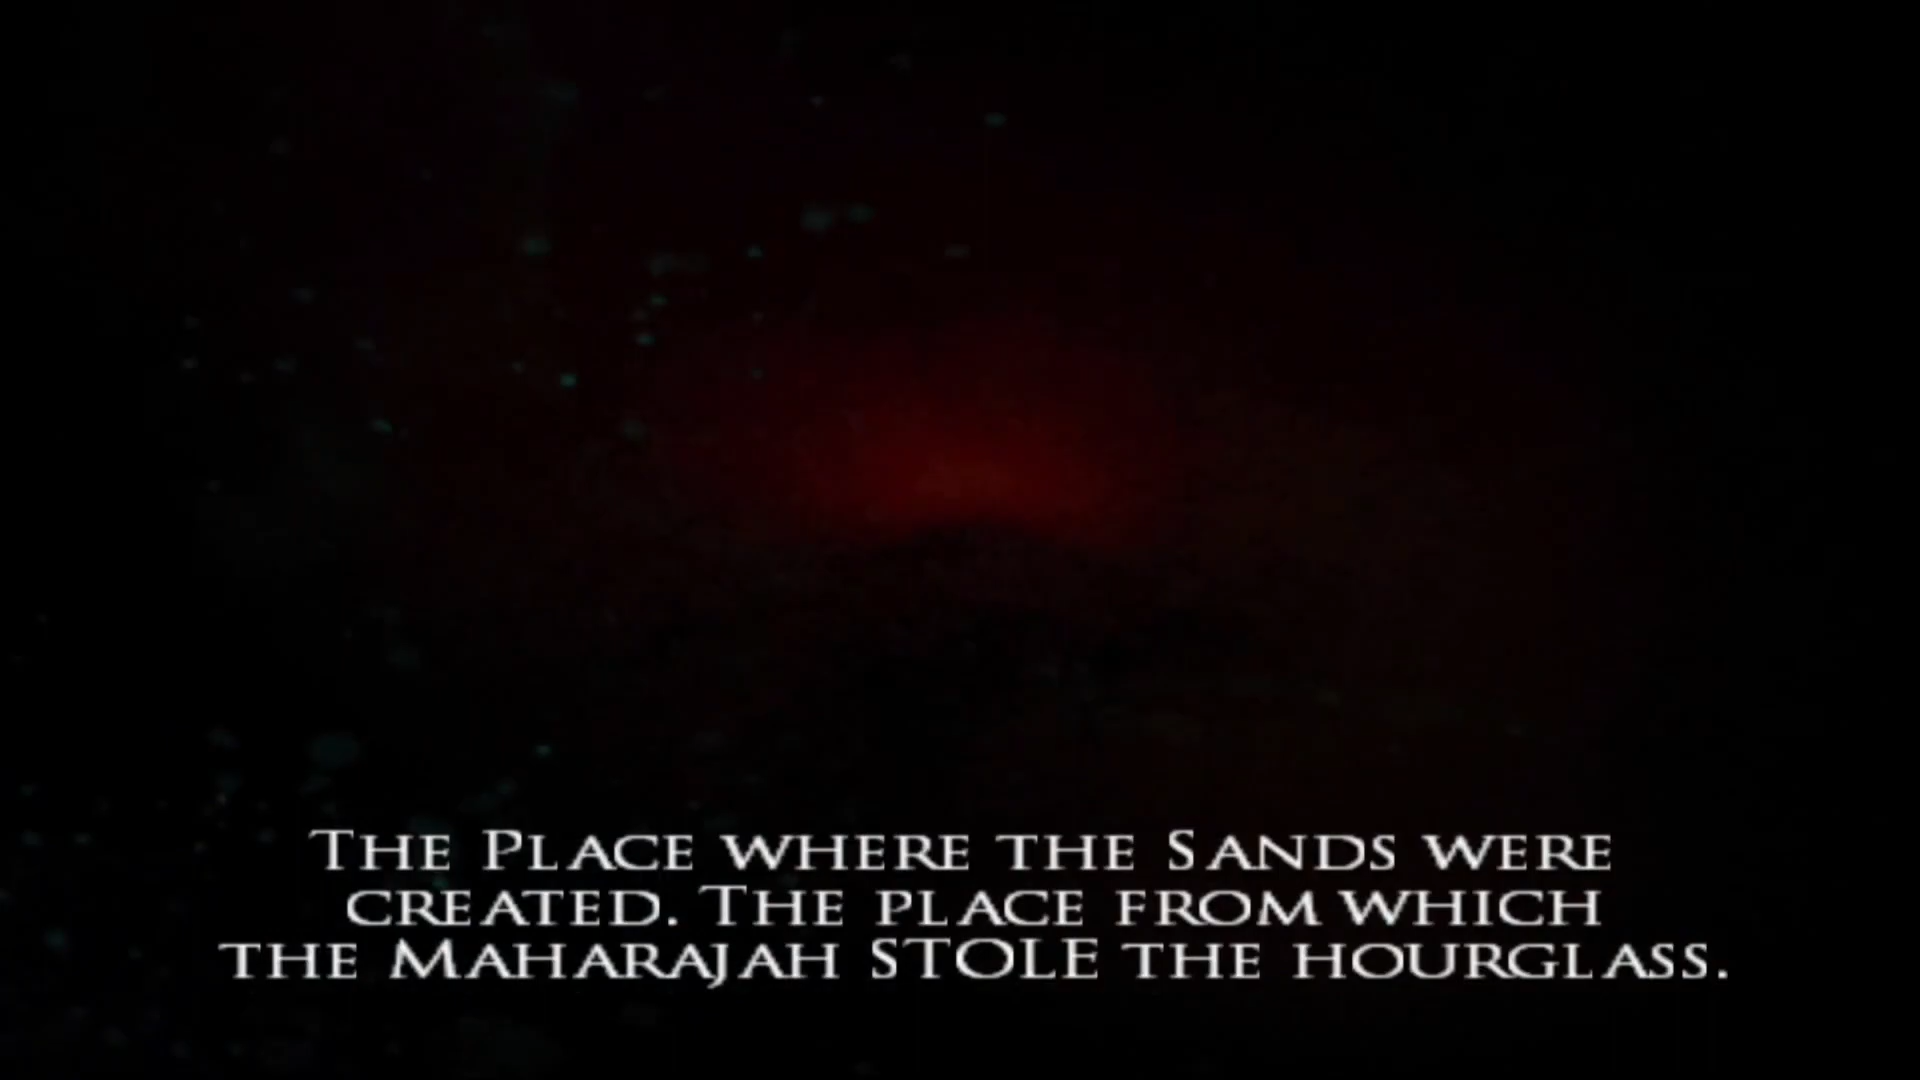 The Place where the Sands were
created. The place from which
the Maharajah STOLE the hourglass.